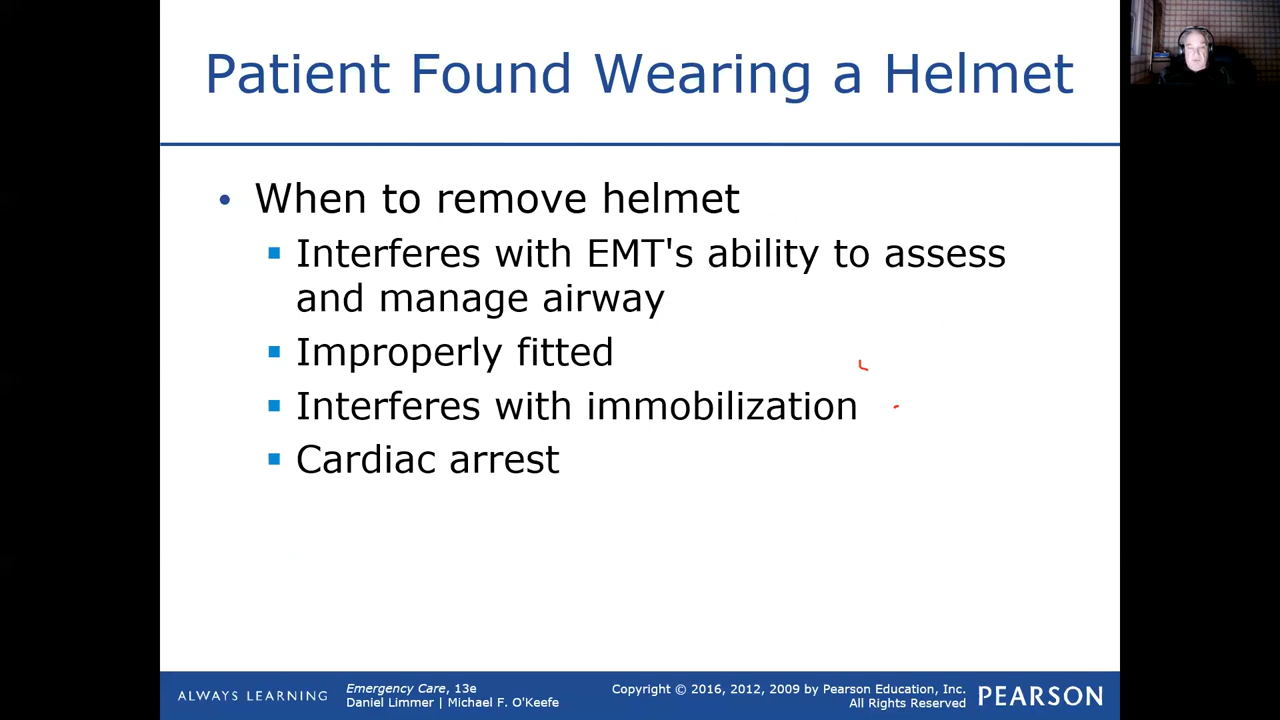 Patient Found Wearing a Helmet
• When to remove helmet
▪ Interferes with EMT's ability to assess
and manage airway
▪ Improperly fitted
▪ Interferes with immobilization
▪ Cardiac arrest
ALWAYS LEARNING
Emergency Care, 13e
Daniel Limmer | Michael F. O'Keefe
Copyright © 2016, 2012, 2009 by Pearson Education, Inc.
All Rights Reserved
PEARSON